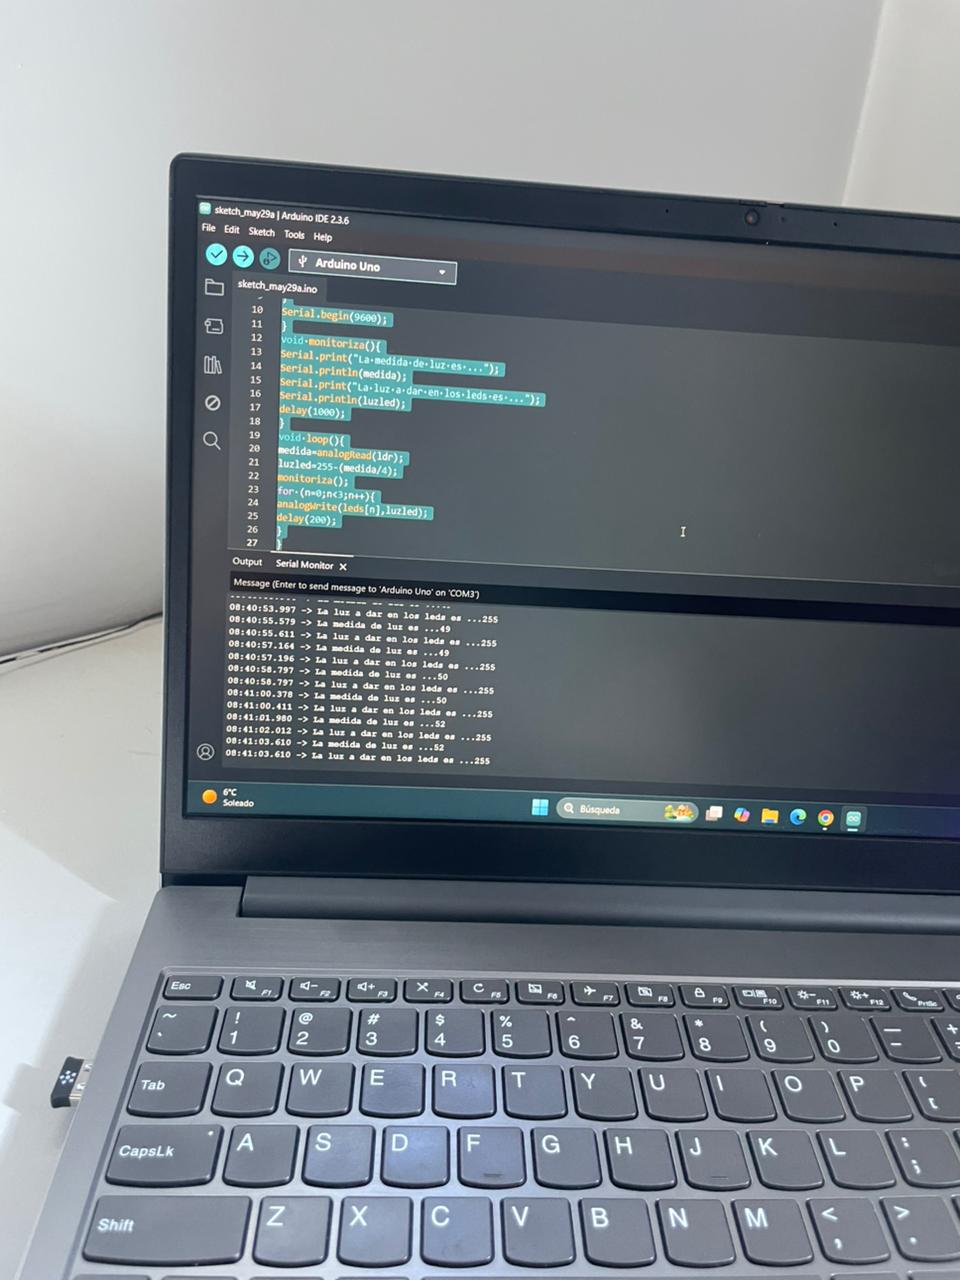 sketch_may29a | Arduino IDE 2.3.6
File Edit Sketch Tools Help
Arduino Uno
sketch_may29a.ino
10 Serial.begin(9600);
11 }
12 void monitoriza(){
13 Serial.print("La medida de luz es ...");
14 Serial.println(medida);
15 Serial.print("La luz a dar en los leds es ...");
16 Serial.println(luzled);
17 delay(1000);
18 }
19 void loop(){
20 medida=analogRead(ldr);
21 luzled=255-(medida/4);
22 monitoriza();
23 for (n=0;n<3;n++){
24 analogWrite(leds[n],luzled);
25 delay(200);
26 }
27 }
Output Serial Monitor X
Message (Enter to send message to 'Arduino Uno' on 'COM3')
08:40:53.997 -> La luz a dar en los leds es ...255
08:40:55.579 -> La medida de luz es ...49
08:40:55.611 -> La luz a dar en los leds es ...255
08:40:57.164 -> La medida de luz es ...49
08:40:57.196 -> La luz a dar en los leds es ...255
08:40:58.797 -> La medida de luz es ...50
08:40:58.797 -> La luz a dar en los leds es ...255
08:41:00.378 -> La medida de luz es ...50
08:41:00.411 -> La luz a dar en los leds es ...255
08:41:01.980 -> La medida de luz es ...52
08:41:02.012 -> La luz a dar en los leds es ...255
08:41:03.610 -> La medida de luz es ...52
08:41:03.610 -> La luz a dar en los leds es ...255
6°C
Soleado
Búsqueda
Esc F1 F2 F3 F4 F5 F6 F7 F8 F9 F10 F11 F12 PrtSc
~ ! @ # $ % ^ & * ( ) — +
` 1 2 3 4 5 6 7 8 9 0 - =
Tab Q W E R T Y U I O P { [
CapsLk A S D F G H J K L : ;
Shift Z X C V B N M < , > .